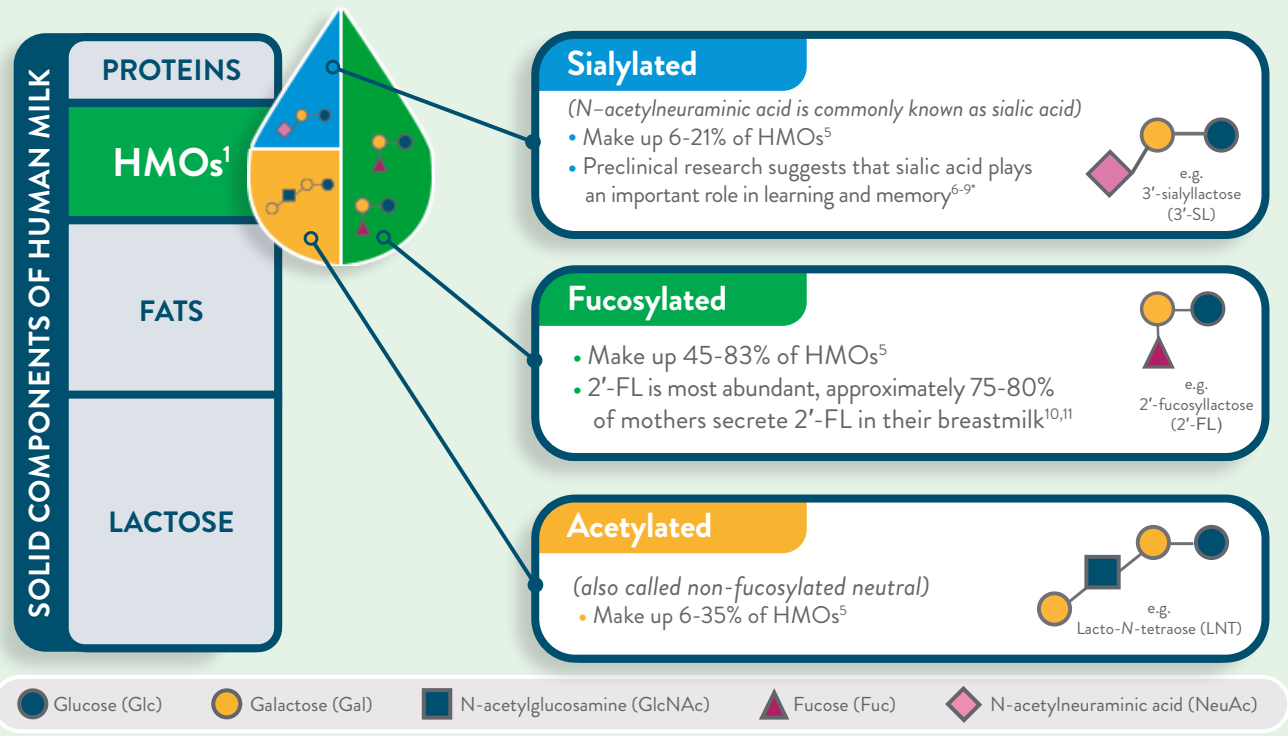 SOLID COMPONENTS OF HUMAN MILK
PROTEINS
HMOs¹
FATS
LACTOSE
Sialylated
(N–acetylneuraminic acid is commonly known as sialic acid)
• Make up 6-21% of HMOs⁵
• Preclinical research suggests that sialic acid plays
an important role in learning and memory⁶⁻⁹*
e.g.
3′-sialyllactose
(3′-SL)
Fucosylated
• Make up 45-83% of HMOs⁵
• 2′-FL is most abundant, approximately 75-80%
of mothers secrete 2′-FL in their breastmilk¹⁰,¹¹
e.g.
2′-fucosyllactose
(2′-FL)
Acetylated
(also called non-fucosylated neutral)
• Make up 6-35% of HMOs⁵
e.g.
Lacto-N-tetraose (LNT)
Glucose (Glc)
Galactose (Gal)
N-acetylglucosamine (GlcNAc)
Fucose (Fuc)
N-acetylneuraminic acid (NeuAc)